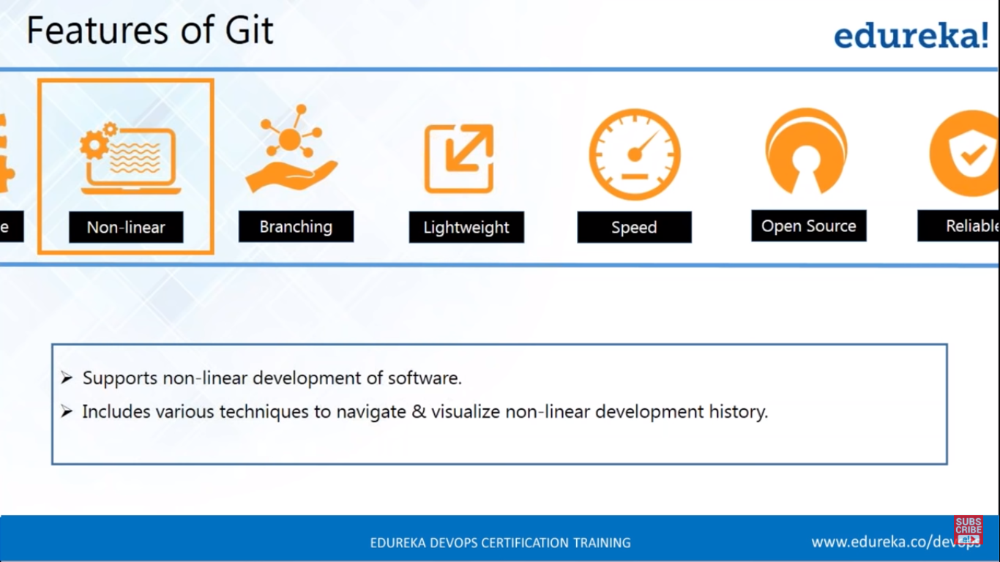 Features of Git
edureka!
e
Non-linear
Branching
Lightweight
Speed
Open Source
Reliable
➢ Supports non-linear development of software.
➢ Includes various techniques to navigate & visualize non-linear development history.
EDUREKA DEVOPS CERTIFICATION TRAINING
www.edureka.co/devops
SUBS
CRIBE
e!